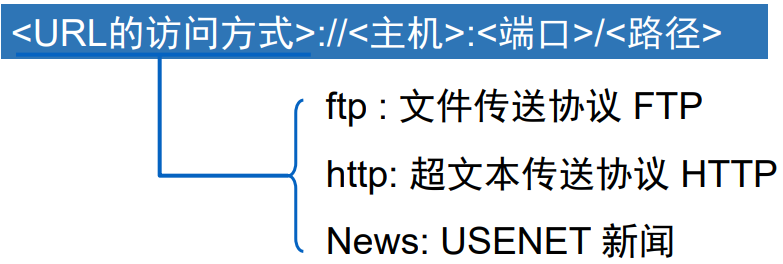 <URL的访问方式>://<主机>:<端口>/<路径>
ftp : 文件传送协议 FTP
http: 超文本传送协议 HTTP
News: USENET 新闻